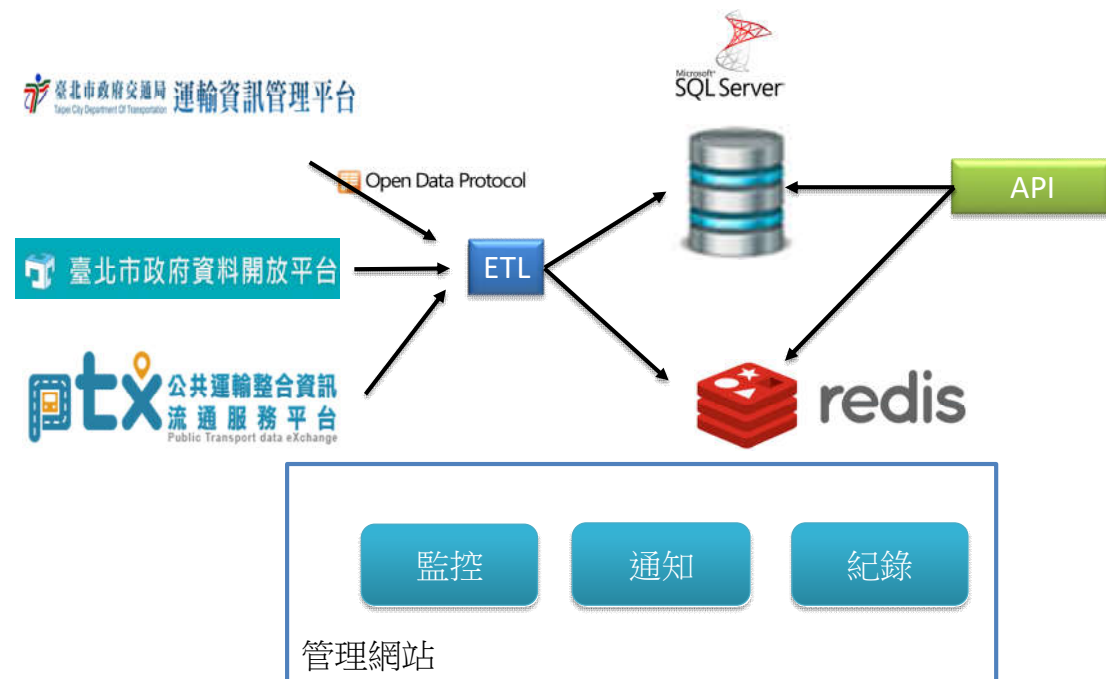 Microsoft
SQL Server
臺北市政府交通局 運輸資訊管理平台
Taipei City Department Of Transportation
Open Data Protocol
API
臺北市政府資料開放平台
ETL
ptx 公共運輸整合資訊
流通服務平台
Public Transport data eXchange
redis
監控
通知
紀錄
管理網站